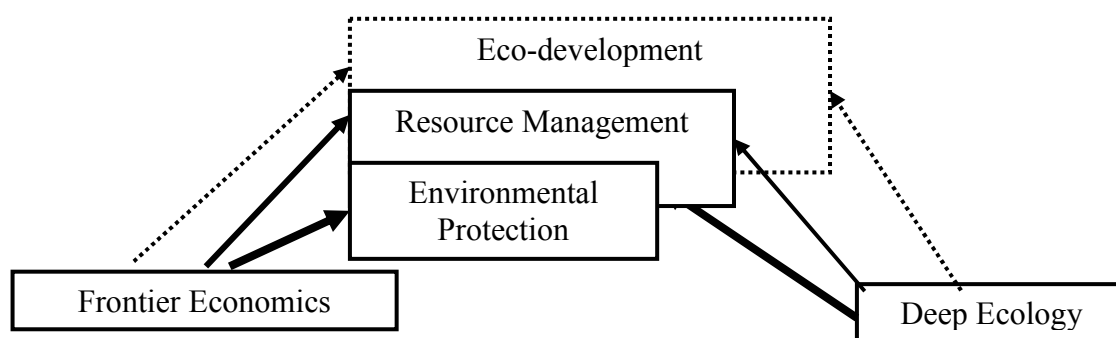 Eco-development
Resource Management
Environmental
Protection
Frontier Economics
Deep Ecology